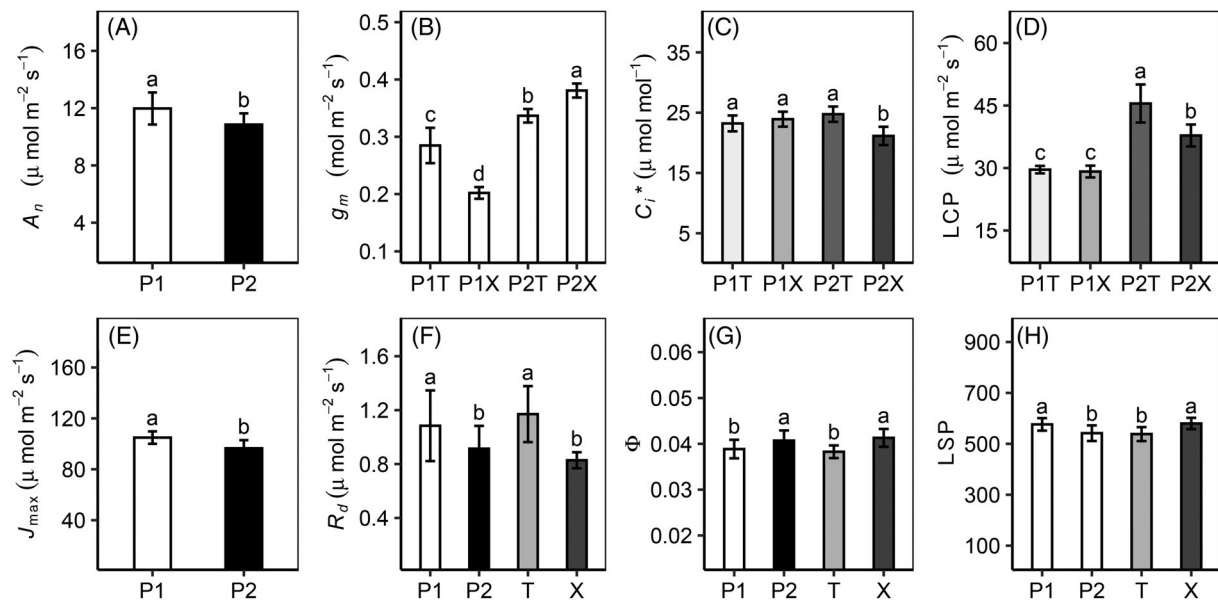 (A)
A_n (μ mol m⁻² s⁻¹)
16
12
8
4
a
b
P1 P2
(B)
g_m (mol m⁻² s⁻¹)
0.5
0.4
0.3
0.2
0.1
c
d
b
a
P1T P1X P2T P2X
(C)
C_i* (μ mol mol⁻¹)
35
25
15
5
a a a b
P1T P1X P2T P2X
(D)
LCP (μ mol m⁻² s⁻¹)
60
45
30
15
c c a b
P1T P1X P2T P2X
(E)
J_max (μ mol m⁻² s⁻¹)
160
120
80
40
a
b
P1 P2
(F)
R_d (μ mol m⁻² s⁻¹)
1.6
1.2
0.8
0.4
a b a b
P1 P2 T X
(G)
Φ
0.06
0.05
0.04
0.03
0.02
b a b a
P1 P2 T X
(H)
LSP
900
700
500
300
100
a b b a
P1 P2 T X